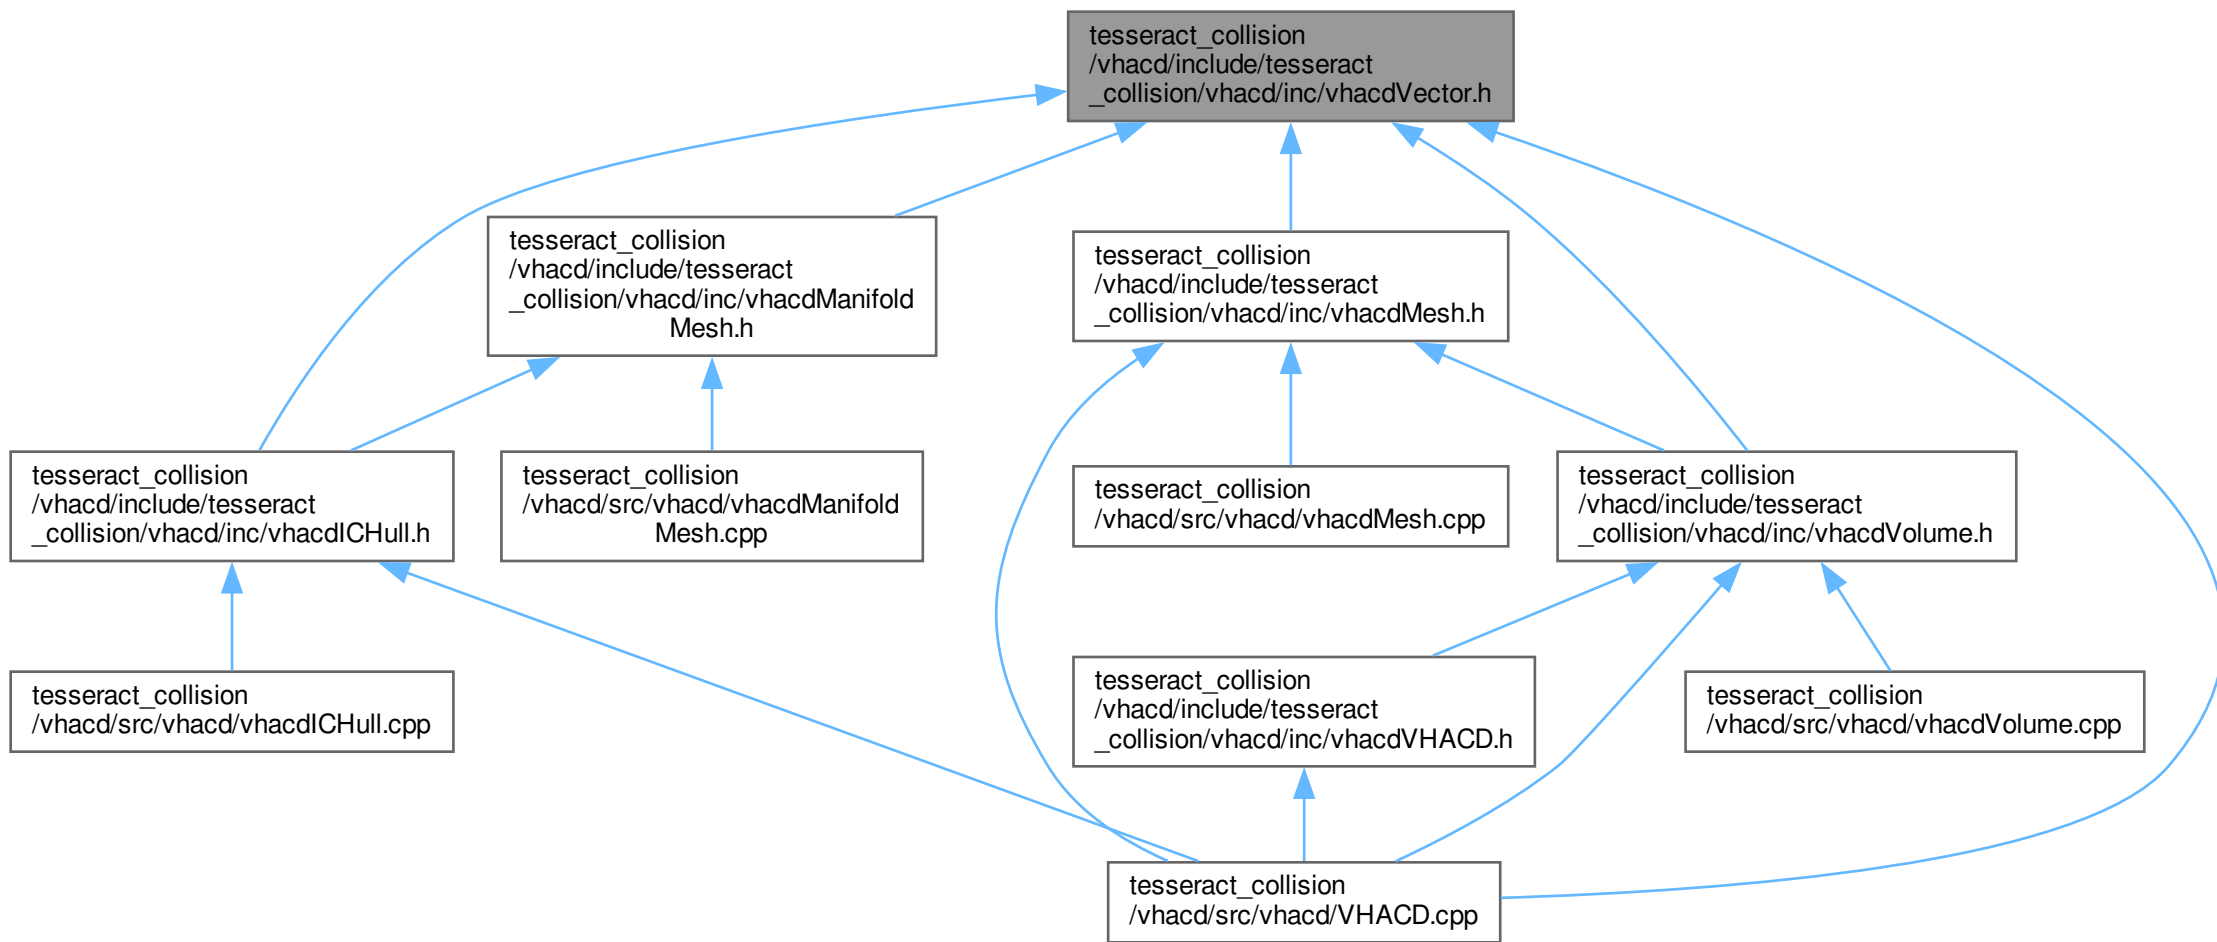 tesseract_collision
/vhacd/include/tesseract
_collision/vhacd/inc/vhacdVector.h
tesseract_collision
/vhacd/include/tesseract
_collision/vhacd/inc/vhacdManifold
Mesh.h
tesseract_collision
/vhacd/include/tesseract
_collision/vhacd/inc/vhacdMesh.h
tesseract_collision
/vhacd/include/tesseract
_collision/vhacd/inc/vhacdICHull.h
tesseract_collision
/vhacd/src/vhacd/vhacdManifold
Mesh.cpp
tesseract_collision
/vhacd/src/vhacd/vhacdMesh.cpp
tesseract_collision
/vhacd/include/tesseract
_collision/vhacd/inc/vhacdVolume.h
tesseract_collision
/vhacd/src/vhacd/vhacdICHull.cpp
tesseract_collision
/vhacd/include/tesseract
_collision/vhacd/inc/vhacdVHACD.h
tesseract_collision
/vhacd/src/vhacd/vhacdVolume.cpp
tesseract_collision
/vhacd/src/vhacd/VHACD.cpp